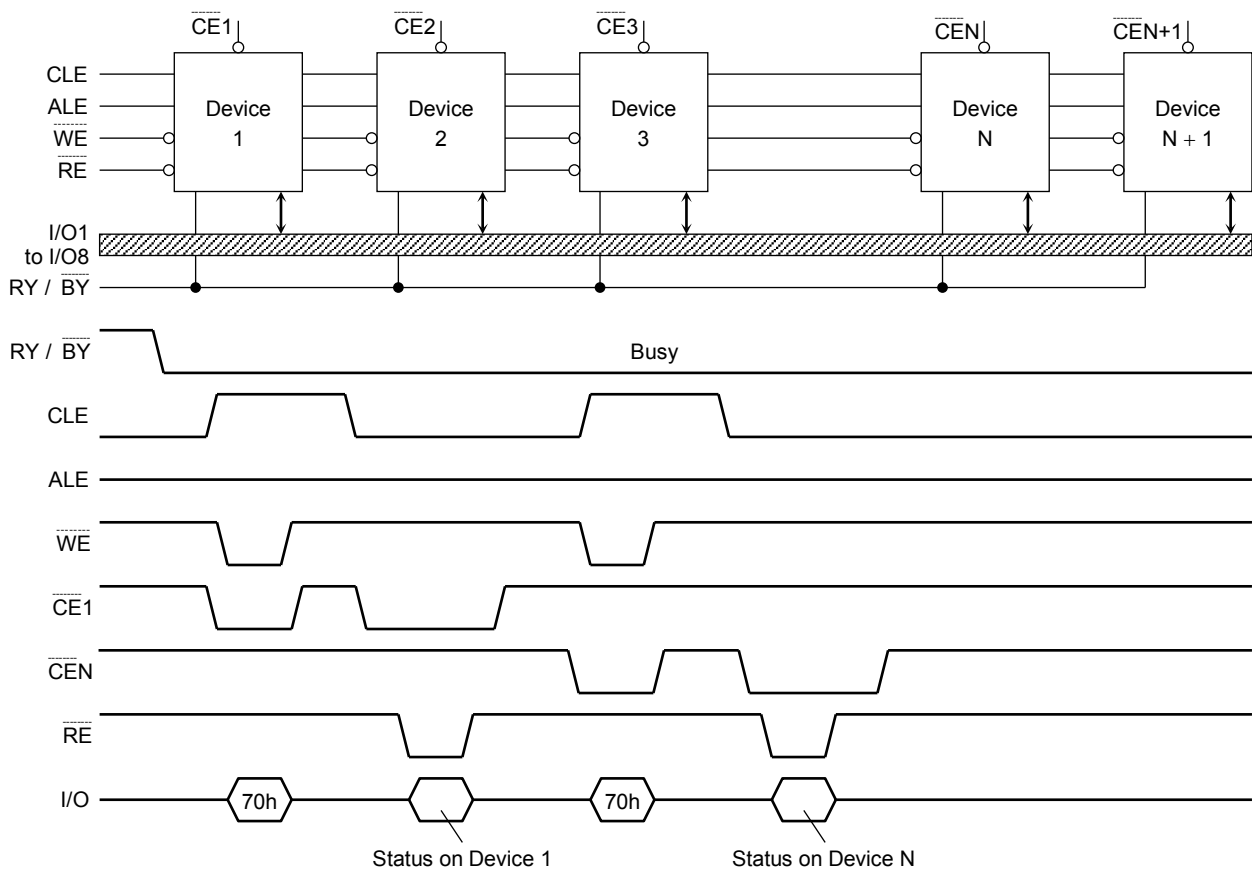 CE1 CE2 CE3 CEN CEN+1
CLE
ALE
WE
RE
Device
1
Device
2
Device
3
Device
N
Device
N + 1
I/O1
to I/O8
RY / BY
RY / BY
Busy
CLE
ALE
WE
CE1
CEN
RE
I/O
70h
70h
Status on Device 1
Status on Device N